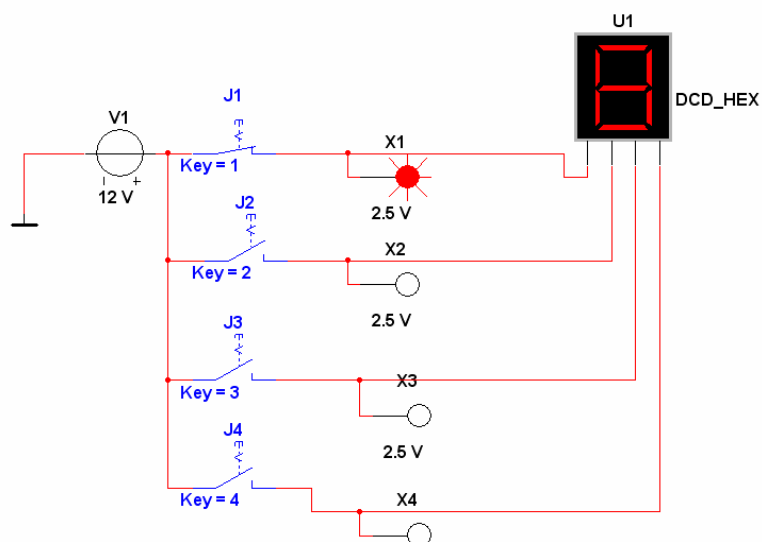 U1
DCD_HEX
V1
12 V
J1
Key = 1
X1
2.5 V
J2
Key = 2
X2
2.5 V
J3
Key = 3
X3
2.5 V
J4
Key = 4
X4